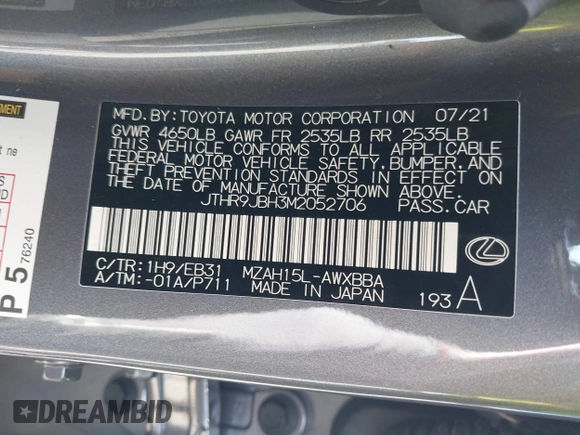 MFD.BY:TOYOTA MOTOR CORPORATION 07/21
GVWR 4650LB GAWR FR 2535LB RR 2535LB
THIS VEHICLE CONFORMS TO ALL APPLICABLE
FEDERAL MOTOR VEHICLE SAFETY,BUMPER,AND
THEFT PREVENTION STANDARDS IN EFFECT ON
THE DATE OF MANUFACTURE SHOWN ABOVE.
JTHR9JBH3M2052706 PASS.CAR
C/TR:1H9/EB31 MZAH15L-AWXBBA
A/TM:-01A/P711 MADE IN JAPAN 193A
P 5 76240
DREAMBID